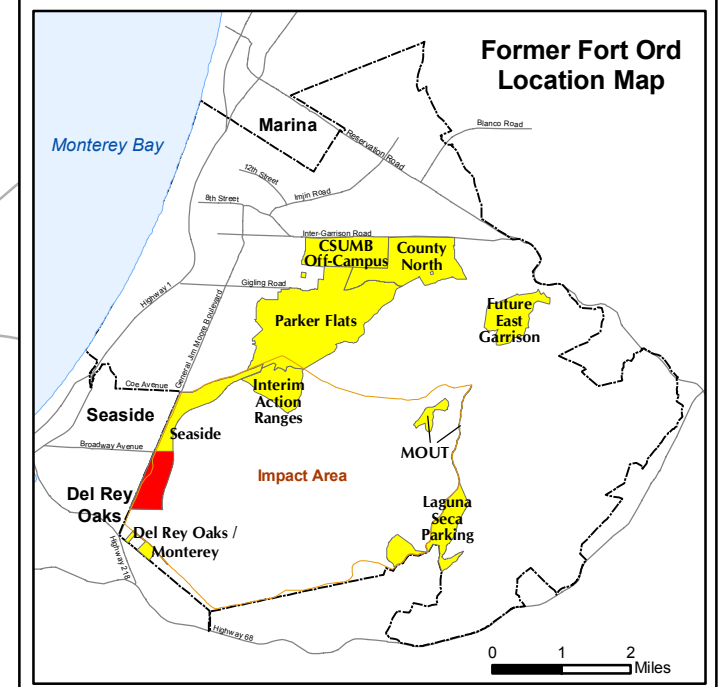 Former Fort Ord
Location Map
Monterey Bay
Marina
Blanco Road
Reservation Road
12th Street
Imjin Road
8th Street
Inter-Garrison Road
CSUMB
Off-Campus
County
North
Gigling Road
Highway 1
General Jim Moore Boulevard
Parker Flats
Future
East
Garrison
Coe Avenue
Interim
Action
Ranges
Seaside
Seaside
Broadway Avenue
MOUT
Impact Area
Del Rey
Oaks
Laguna
Seca
Parking
Del Rey Oaks /
Monterey
Highway 218
Highway 68
0 1 2
Miles